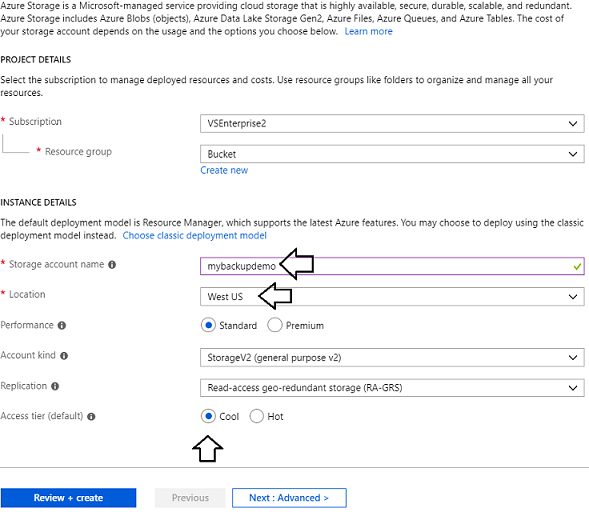 Azure Storage is a Microsoft-managed service providing cloud storage that is highly available, secure, durable, scalable, and redundant.
Azure Storage includes Azure Blobs (objects), Azure Data Lake Storage Gen2, Azure Files, Azure Queues, and Azure Tables. The cost of
your storage account depends on the usage and the options you choose below. Learn more
PROJECT DETAILS
Select the subscription to manage deployed resources and costs. Use resource groups like folders to organize and manage all your
resources.
* Subscription
VSEnterprise2
* Resource group
Bucket
Create new
INSTANCE DETAILS
The default deployment model is Resource Manager, which supports the latest Azure features. You may choose to deploy using the classic
deployment model instead. Choose classic deployment model
* Storage account name
mybackupdemo
* Location
West US
Performance
Standard Premium
Account kind
StorageV2 (general purpose v2)
Replication
Read-access geo-redundant storage (RA-GRS)
Access tier (default)
Cool Hot
Review + create Previous Next : Advanced >